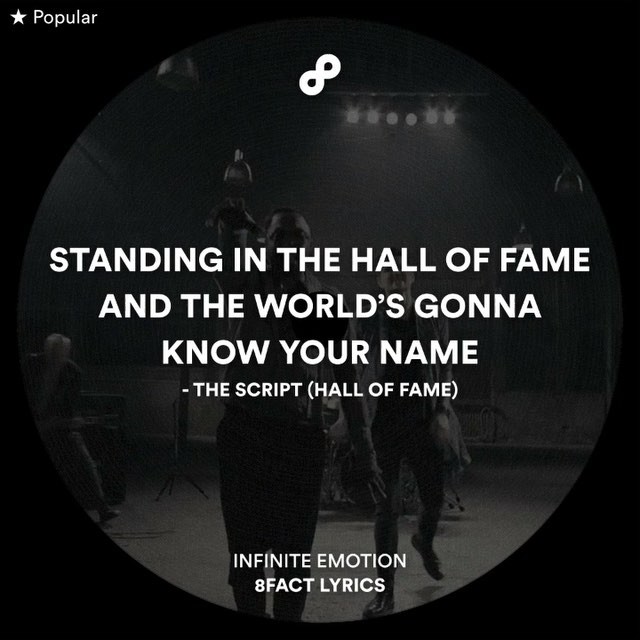 ★ Popular
STANDING IN THE HALL OF FAME
AND THE WORLD’S GONNA
KNOW YOUR NAME
- THE SCRIPT (HALL OF FAME)
INFINITE EMOTION
8FACT LYRICS